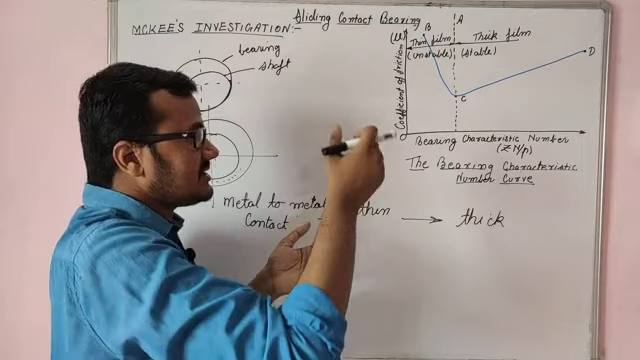 Sliding Contact Bearing
MCKEE'S INVESTIGATION:-
bearing
shaft
A
B
Thin film
Thick film
(Unstable)
(Stable)
D
C
Coefficient of friction (μ)
O
Bearing Characteristic Number
(ZN/p)
The Bearing Characteristic
Number Curve
metal to metal
Contact
thin
thick